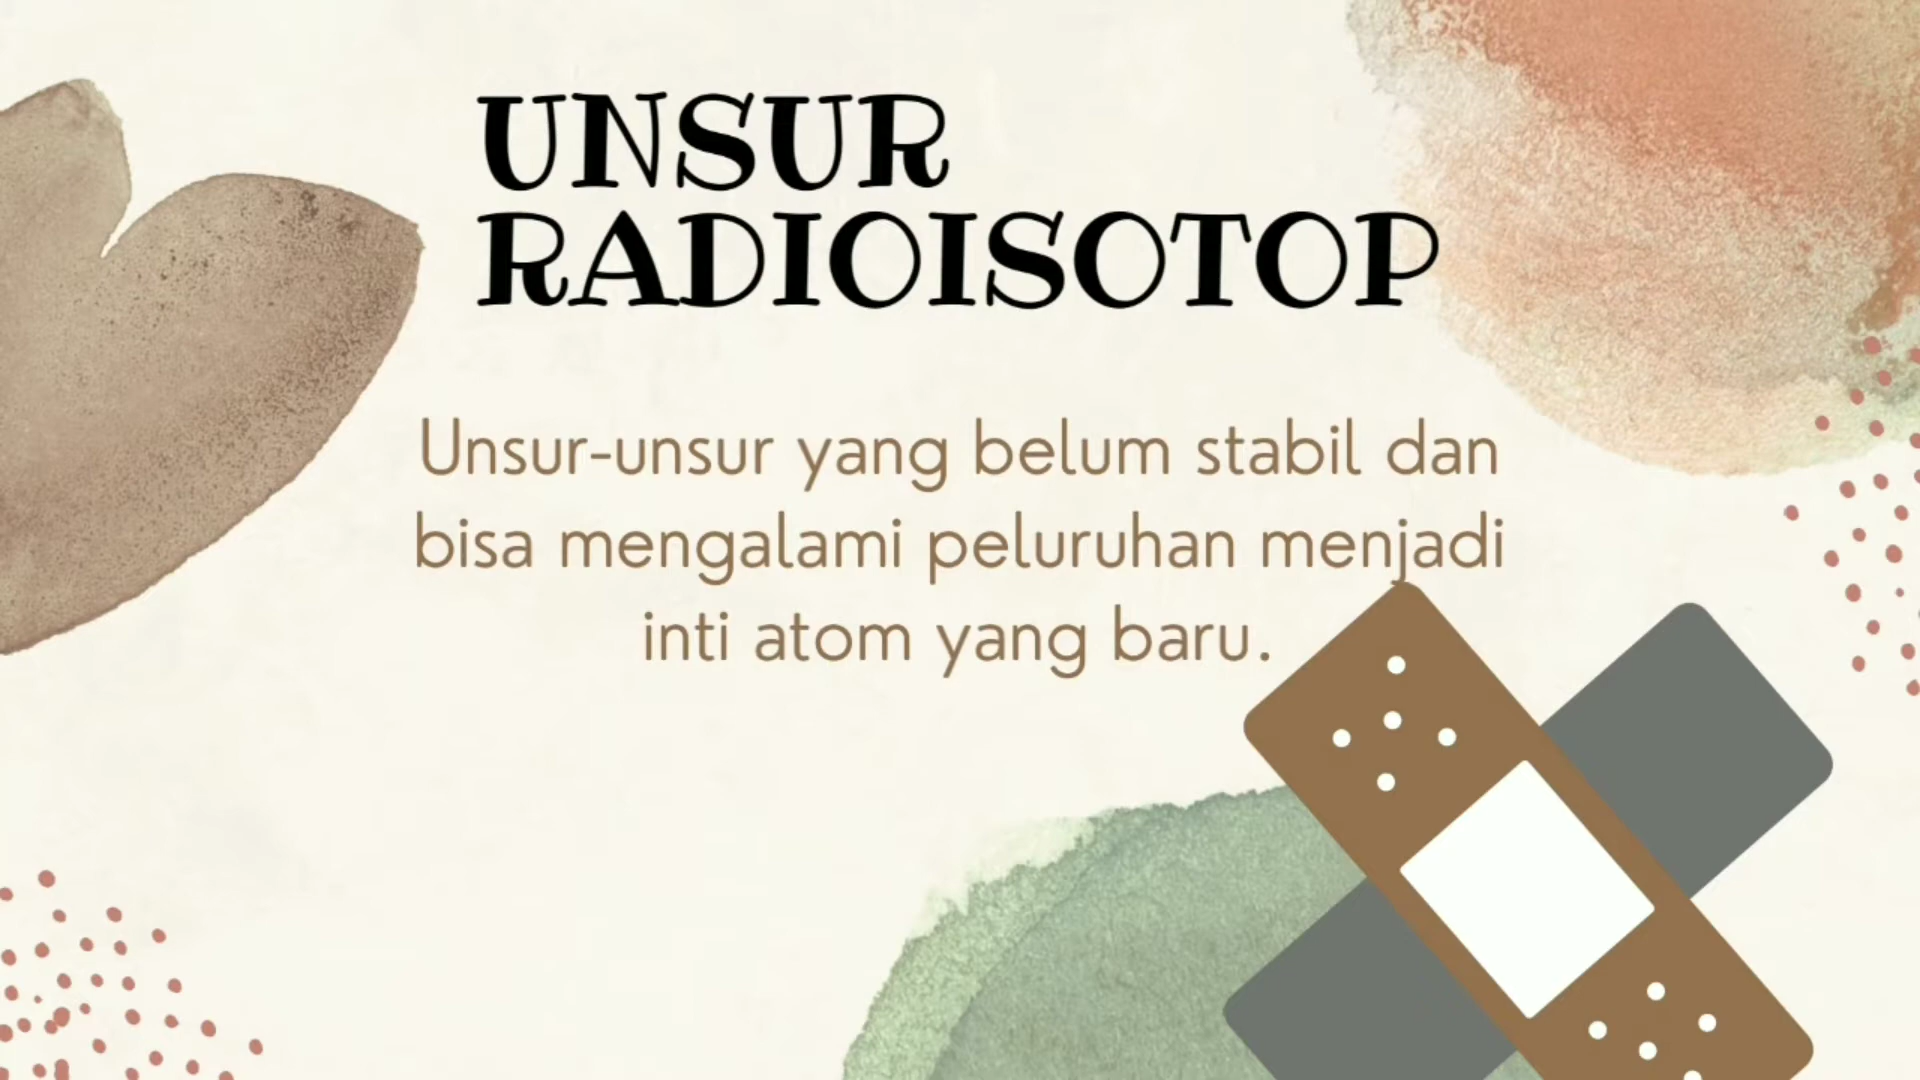 UNSUR
RADIOISOTOP
Unsur-unsur yang belum stabil dan
bisa mengalami peluruhan menjadi
inti atom yang baru.